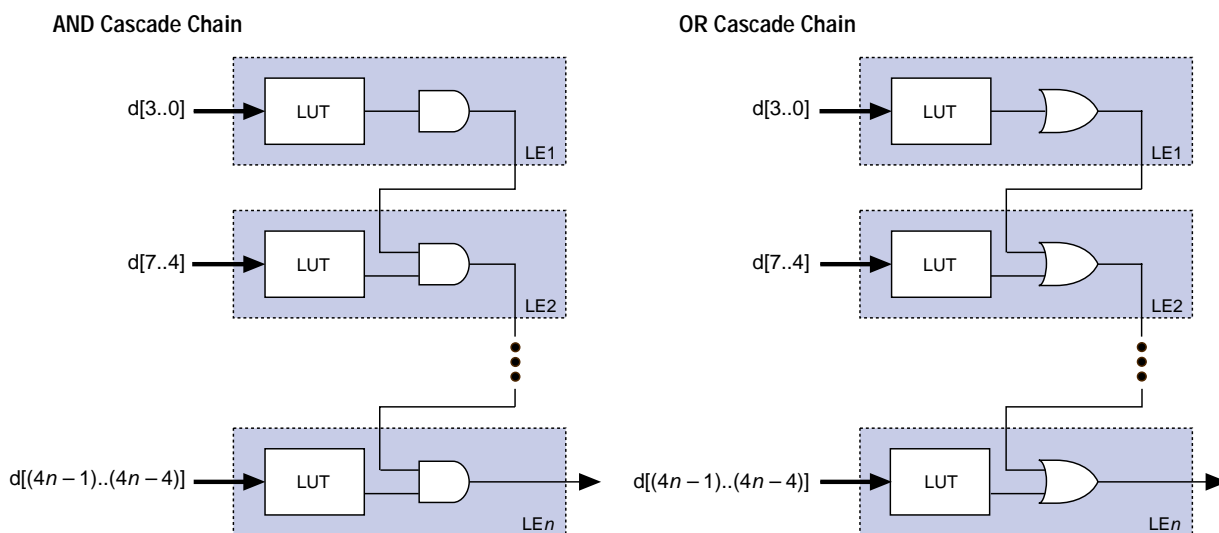 AND Cascade Chain
OR Cascade Chain
d[3..0]
LUT
LE1
d[7..4]
LUT
LE2
d[(4n – 1)..(4n – 4)]
LUT
LEn
d[3..0]
LUT
LE1
d[7..4]
LUT
LE2
d[(4n – 1)..(4n – 4)]
LUT
LEn